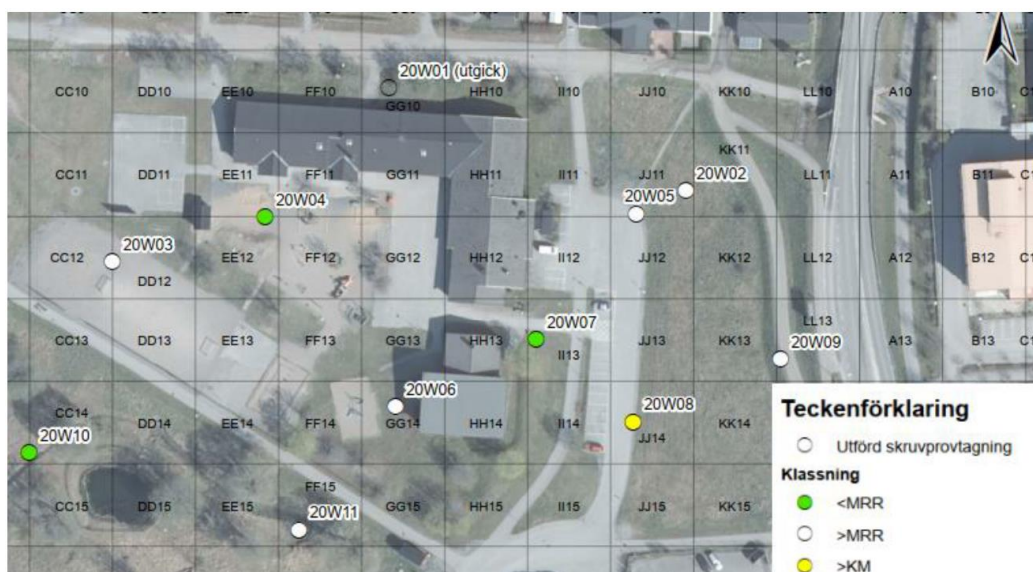 20W01 (utgick)
CC10 DD10 EE10 FF10 GG10 HH10 II10 JJ10 KK10 LL10 A10 B10 C1
KK11
CC11 DD11 EE11 FF11 GG11 HH11 II11 JJ11 LL11 A11 B11 C1
20W02
20W04 20W05
20W03
CC12 DD12 EE12 FF12 GG12 HH12 II12 JJ12 KK12 LL12 A12 B12 C1
20W07
LL13
CC13 DD13 EE13 FF13 GG13 HH13 II13 JJ13 KK13 A13 B13 C1
20W09
20W06
20W08
CC14 DD14 EE14 FF14 GG14 HH14 II14 JJ14 KK14
20W10
FF15
CC15 DD15 EE15 GG15 HH15 II15 JJ15 KK15
20W11
Teckenförklaring
Utförd skruvprovtagning
Klassning
<MRR
>MRR
>KM